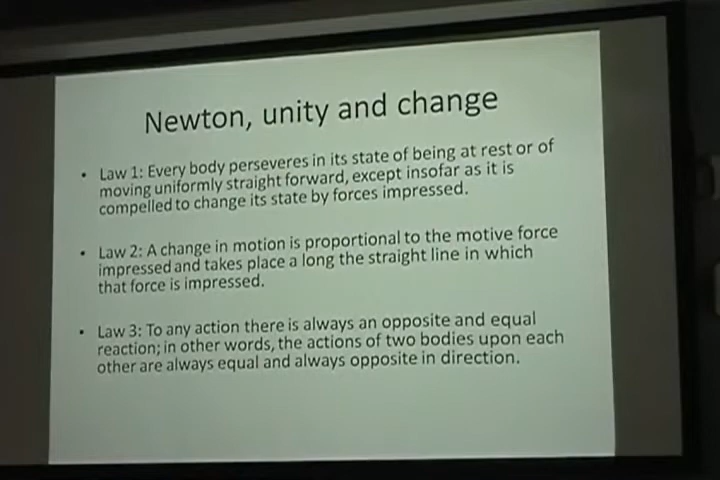 Newton, unity and change
• Law 1: Every body perseveres in its state of being at rest or of
moving uniformly straight forward, except insofar as it is
compelled to change its state by forces impressed.
• Law 2: A change in motion is proportional to the motive force
impressed and takes place a long the straight line in which
that force is impressed.
• Law 3: To any action there is always an opposite and equal
reaction; in other words, the actions of two bodies upon each
other are always equal and always opposite in direction.